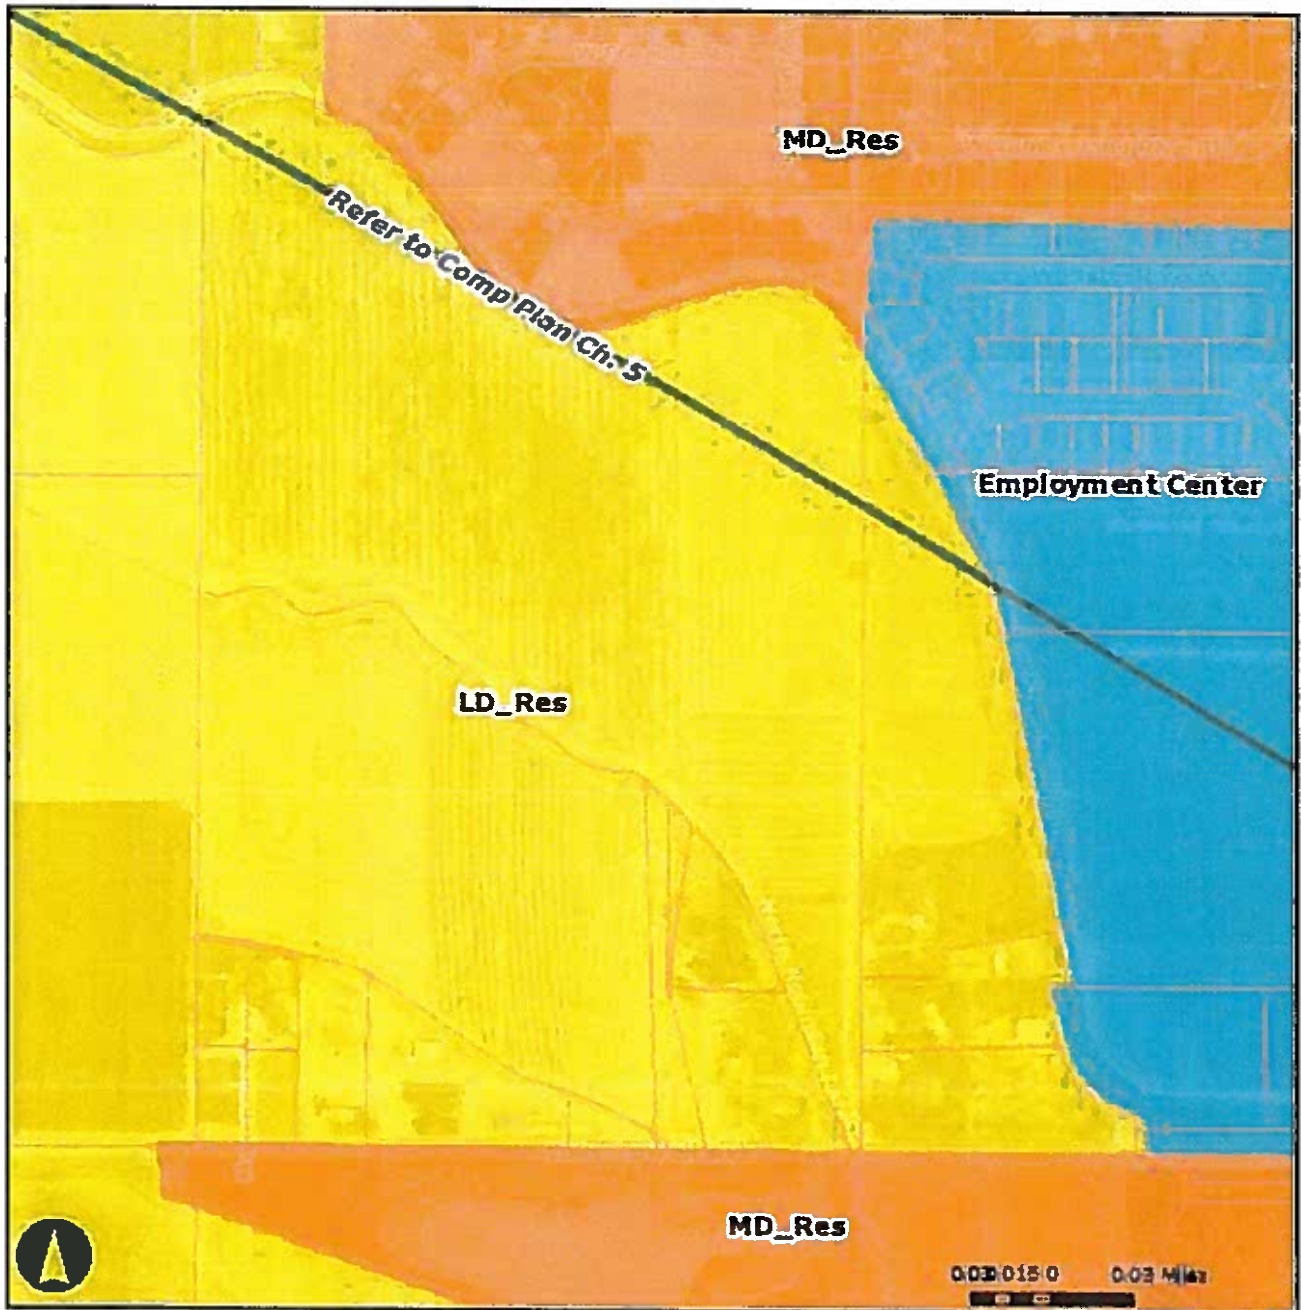 MD_Res
Refer to Comp Plan Ch. 5
Employment Center
LD_Res
MD_Res
0.03 Miles